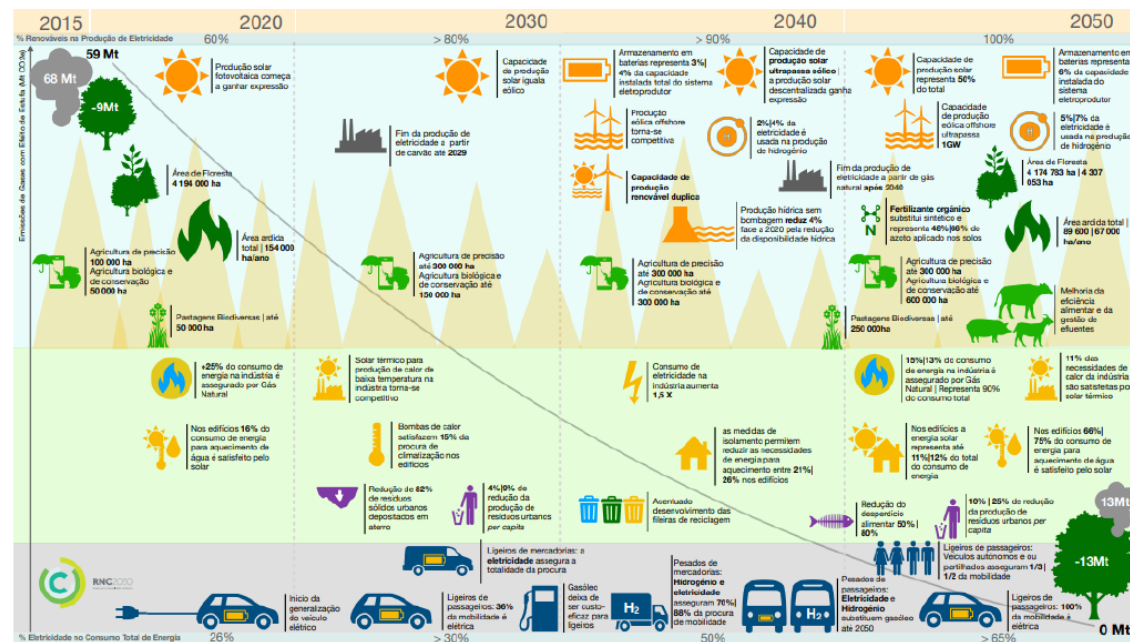 2015
2020
2030
2040
2050
% Renováveis na Produção de Eletricidade
60%
> 80%
> 90%
100%
Emissões de Gases com Efeito de Estufa (Mt CO2e)
68 Mt
59 Mt
-9Mt
Produção solar
fotovoltaica começa
a ganhar expressão
Capacidade
de produção
solar iguala
eólico
Armazenamento em
baterias representa 3%|
4% da capacidade
instalada total do sistema
eletroprodutor
Capacidade de
produção solar
ultrapassa eólico |
a produção solar
descentralizada ganha
expressão
Capacidade de
produção solar
representa 50%
do total
Armazenamento em
baterias representa
6% da capacidade
instalada do
sistema
eletroprodutor
Fim da produção de
eletricidade a partir
de carvão até 2029
Produção
eólica offshore
torna-se
competitiva
H
2%|4% da
eletricidade é
usada na produção
de hidrogénio
Capacidade
de produção
eólica offshore
ultrapassa
1GW
H
5%|7% da
eletricidade é
usada na produção
de hidrogénio
Área de Floresta
4 194 000 ha
Capacidade de
produção
renovável duplica
Fim da produção de
eletricidade a partir de gás
natural após 2040
Área de Floresta
4 174 783 ha | 4 307
053 ha
Área ardida
total | 154 000
ha/ano
Produção hídrica sem
bombagem reduz 4%
face a 2020 pela redução
da disponibilidade hídrica
N
Fertilizante orgânico
substitui sintético e
representa 46%|66% de
azoto aplicado nos solos
Área ardida total |
89 600 | 67 000
ha/ano
Agricultura de precisão
100 000 ha
Agricultura biológica e
de conservação
50 000 ha
Agricultura de precisão
até 300 000 ha
Agricultura biológica e
de conservação até
150 000 ha
Agricultura de precisão
até 300 000 ha
Agricultura biológica e
de conservação até
300 000 ha
Agricultura de precisão
até 300 000 ha
Agricultura biológica e
de conservação até
600 000 ha
Melhoria da
eficiência
alimentar e da
gestão de
efluentes
Pastagens Biodiversas | até
50 000 ha
Pastagens Biodiversas | até
250 000ha
+25% do consumo de
energia na indústria é
assegurado por Gás
Natural
Solar térmico para
produção de calor de
baixa temperatura na
indústria torna-se
competitivo
Consumo de
eletricidade na
indústria aumenta
1,5 X
15%|13% do consumo
de energia na indústria é
assegurado por Gás
Natural | Representa 90%
do consumo total
11% das
necessidades de
calor da indústria
são satisfeitas por
solar térmico
Nos edifícios 16% do
consumo de energia
para aquecimento de
água é satisfeito pelo
solar
Bombas de calor
satisfazem 15% da
procura de
climatização nos
edifícios
as medidas de
isolamento permitem
reduzir as necessidades
de energia para
aquecimento entre 21%|
26% nos edifícios
Nos edifícios a
energia solar
representa até
11%|12% do total
do consumo de
energia
Nos edifícios 66%|
75% do consumo de
energia para
aquecimento de água
é satisfeito pelo solar
Redução de 82%
de resíduos
sólidos urbanos
depostados em
aterro
4%|9% de
redução da
produção de
resíduos urbanos
per capita
Acentuado
desenvolvimento das
fileiras de reciclagem
Redução do
desperdício
alimentar 50% |
80%
10% | 25% de redução
da produção de
resíduos urbanos per
capita
13Mt
-13Mt
0 Mt
Ligeiros de mercadorias: a
eletricidade assegura a
totalidade da procura
Ligeiros de passageiros:
Veículos autónomos e ou
partilhados asseguram 1/3|
1/2 da mobilidade
RNC2050
Inicio da
generalização
do veículo
elétrico
Ligeiros de
passageiros: 36%
da mobilidade é
elétrica
Gasóleo
deixa de
ser custo-
eficaz para
ligeiros
H2
Pesados de
mercadorias:
Hidrogénio e
eletricidade
asseguram 76%|
88% da procura
de mobilidade
H2
Pesados de
passageiros:
Eletricidade e
Hidrogénio
substituem gasóleo
até 2050
Ligeiros de
passageiros: 100%
da mobilidade é
elétrica
% Eletricidade no Consumo Total de Energia
26%
> 30%
50%
> 65%